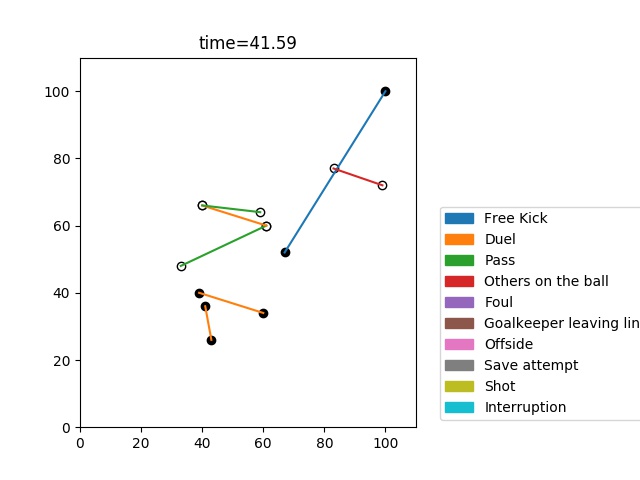 time=41.59
100
80
60
40
20
0
0 20 40 60 80 100
Free Kick
Duel
Pass
Others on the ball
Foul
Goalkeeper leaving lin
Offside
Save attempt
Shot
Interruption